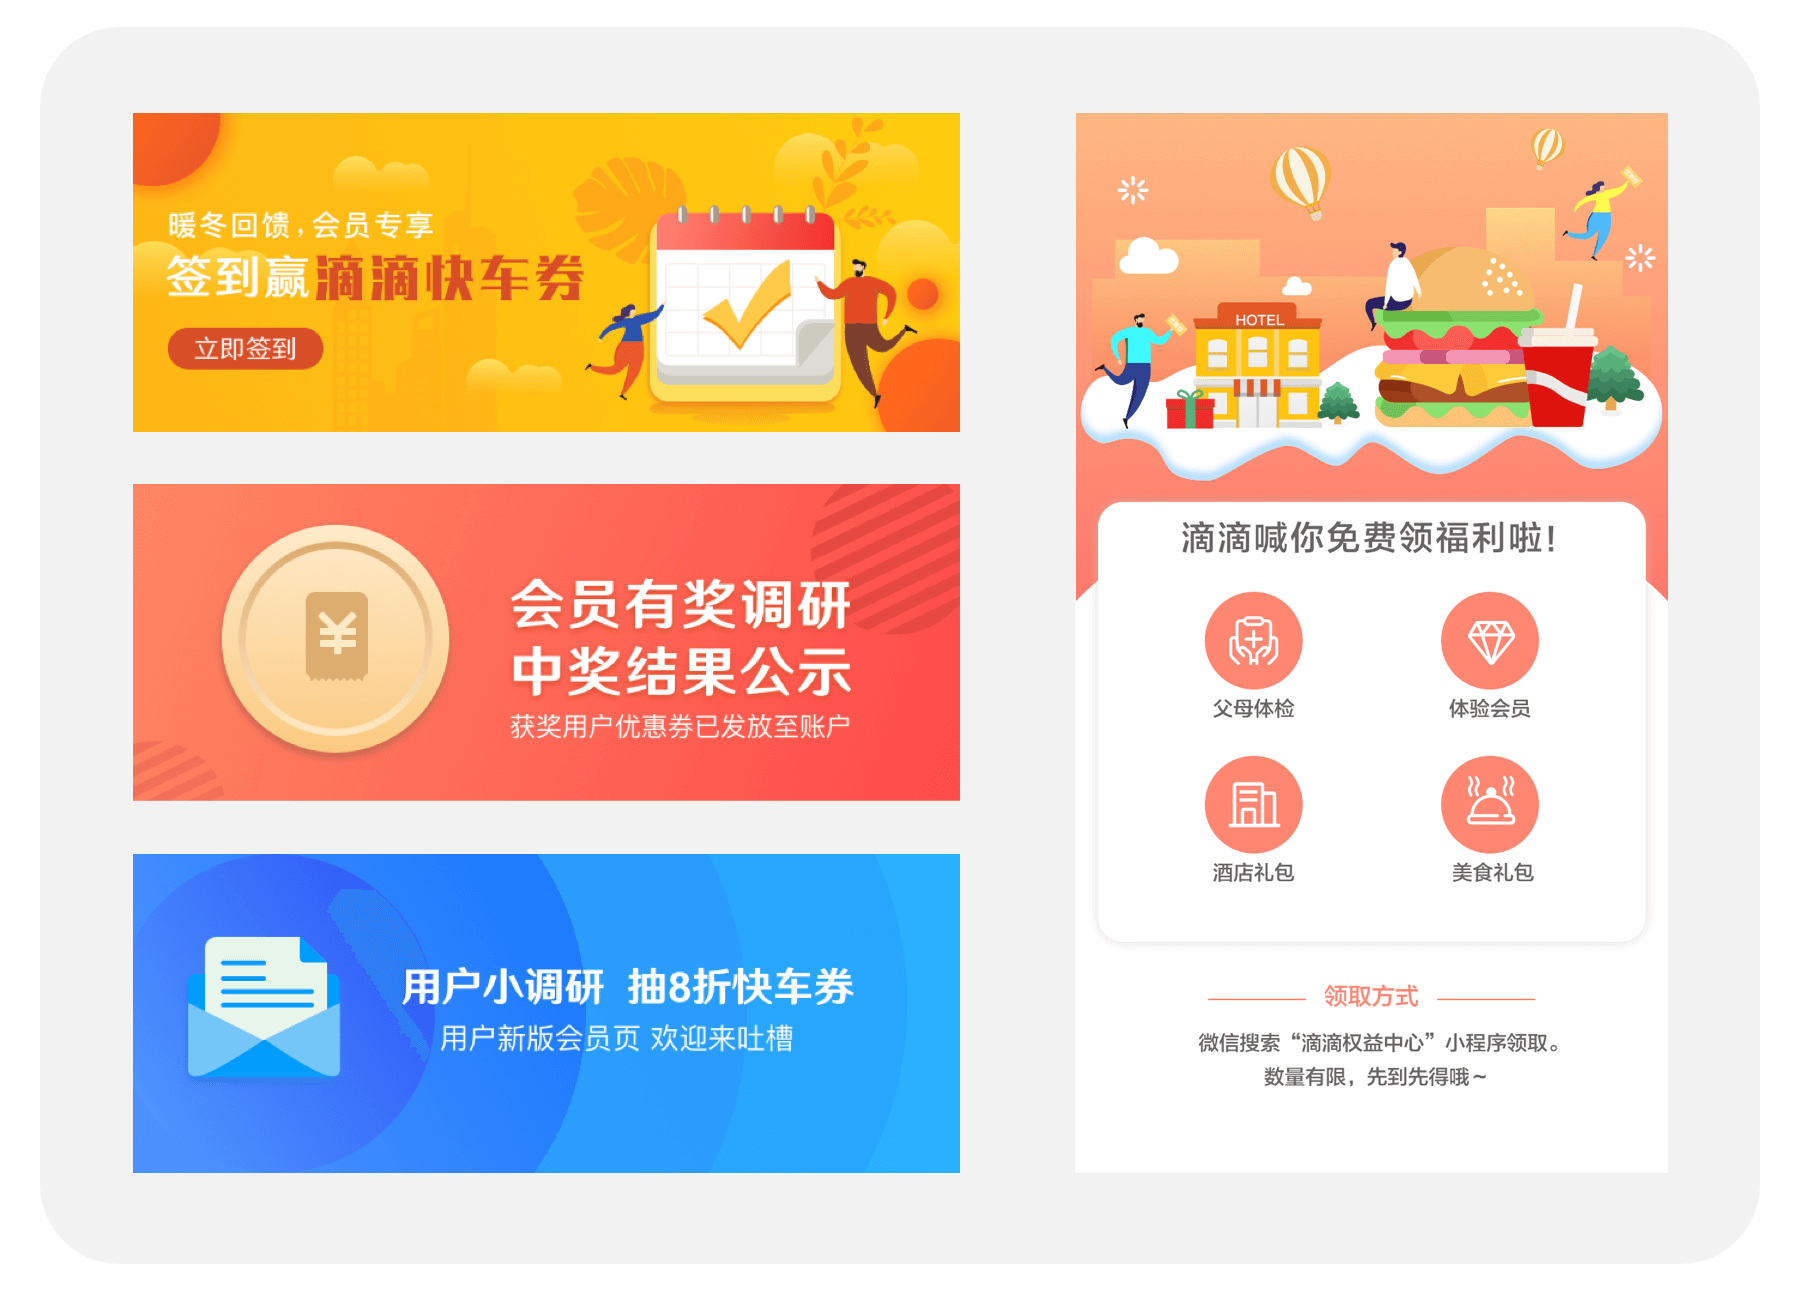 暖冬回馈，会员专享
签到赢滴滴快车券
立即签到
会员有奖调研
中奖结果公示
获奖用户优惠券已发放至账户
用户小调研 抽8折快车券
用户新版会员页 欢迎来吐槽
HOTEL
滴滴喊你免费领福利啦！
父母体检
体验会员
酒店礼包
美食礼包
领取方式
微信搜索“滴滴权益中心”小程序领取。
数量有限，先到先得哦~